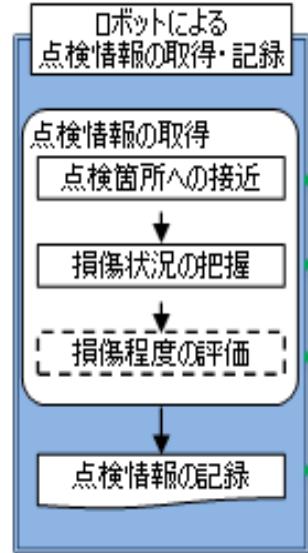 ロボットによる
点検情報の取得・記録
点検情報の取得
点検箇所への接近
損傷状況の把握
損傷程度の評価
点検情報の記録